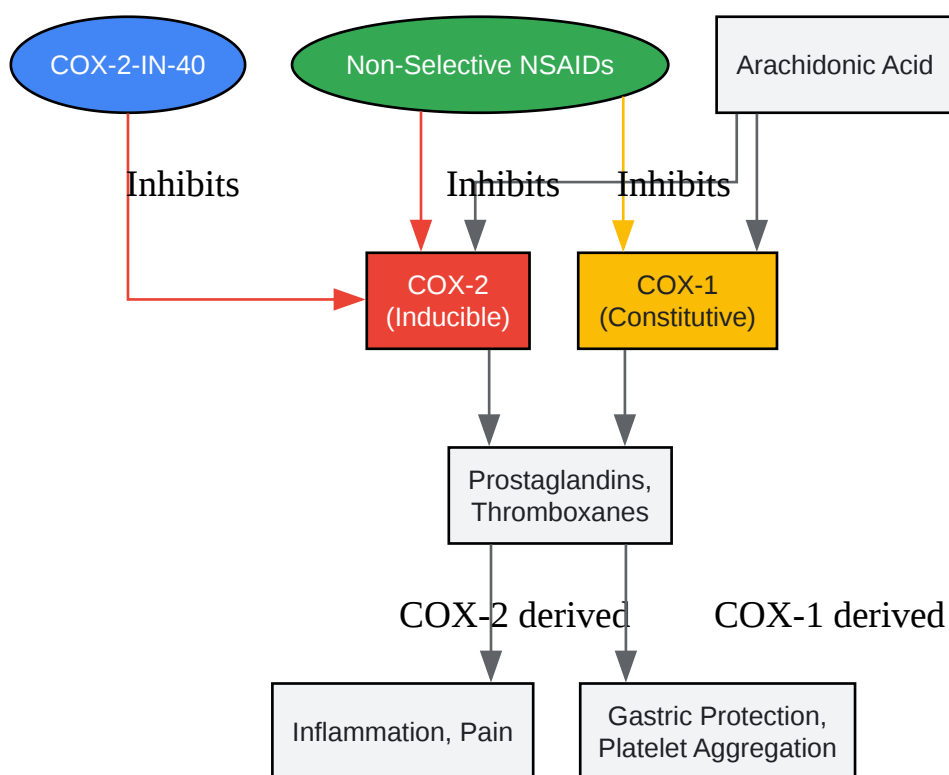 COX-2-IN-40
Non-Selective NSAIDs
Arachidonic Acid
Inhibits
Inhibits
Inhibits
COX-2
(Inducible)
COX-1
(Constitutive)
Prostaglandins,
Thromboxanes
COX-2 derived
COX-1 derived
Inflammation, Pain
Gastric Protection,
Platelet Aggregation